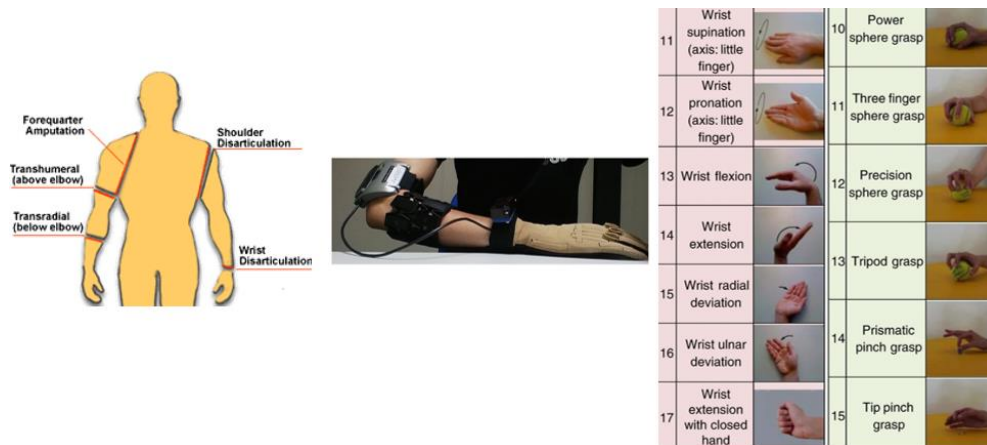 Forequarter
Amputation
Shoulder
Disarticulation
Transhumeral
(above elbow)
Transradial
(below elbow)
Wrist
Disarticulation
11
Wrist
supination
(axis: little
finger)
12
Wrist
pronation
(axis: little
finger)
13
Wrist flexion
14
Wrist
extension
15
Wrist radial
deviation
16
Wrist ulnar
deviation
17
Wrist
extension
with closed
hand
10
Power
sphere grasp
11
Three finger
sphere grasp
12
Precision
sphere grasp
13
Tripod grasp
14
Prismatic
pinch grasp
15
Tip pinch
grasp